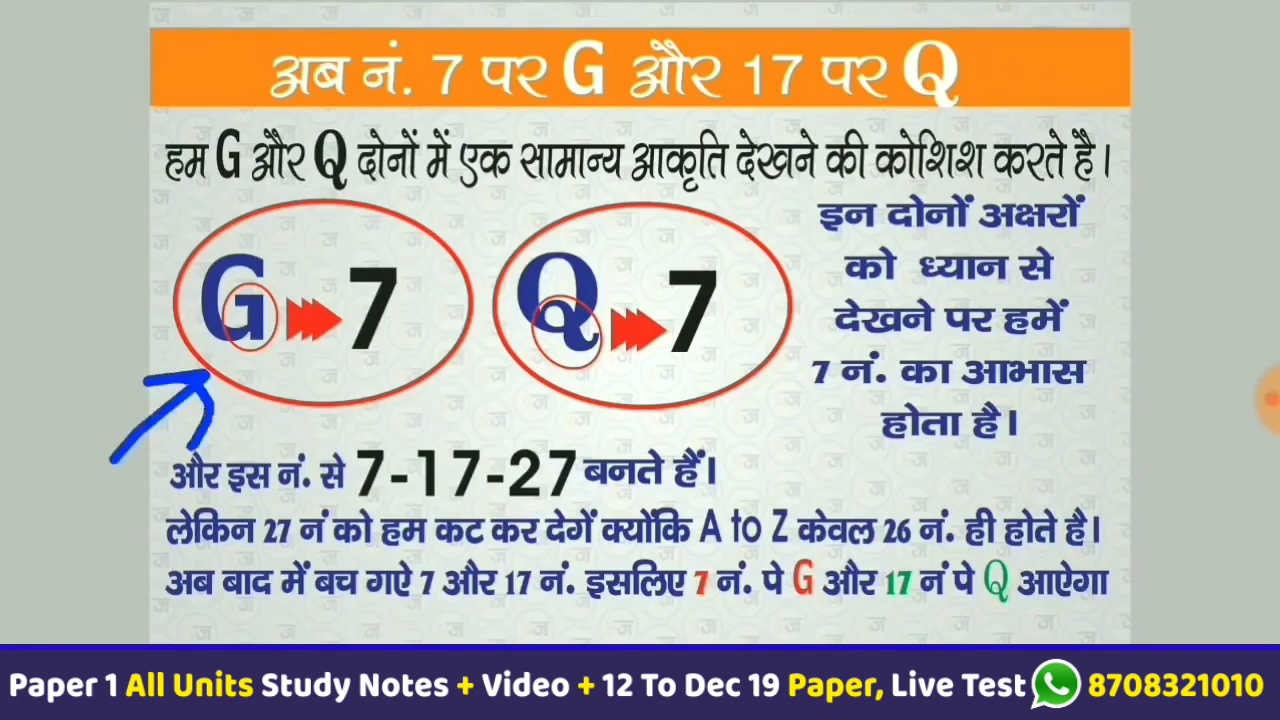 अब नं. 7 पर G और 17 पर Q
हम G और Q दोनों में एक सामान्य आकृति देखने की कोशिश करते है।
G 7
Q 7
इन दोनों अक्षरों
को ध्यान से
देखने पर हमें
7 नं. का आभास
होता है।
और इस नं. से 7-17-27 बनते हैं।
लेकिन 27 नं को हम कट कर देगें क्योंकि A to Z केवल 26 नं. ही होते है।
अब बाद में बच गऐ 7 और 17 नं. इसलिए 7 नं. पे G और 17 नं पे Q आऐगा
Paper 1 All Units Study Notes + Video + 12 To Dec 19 Paper, Live Test 8708321010